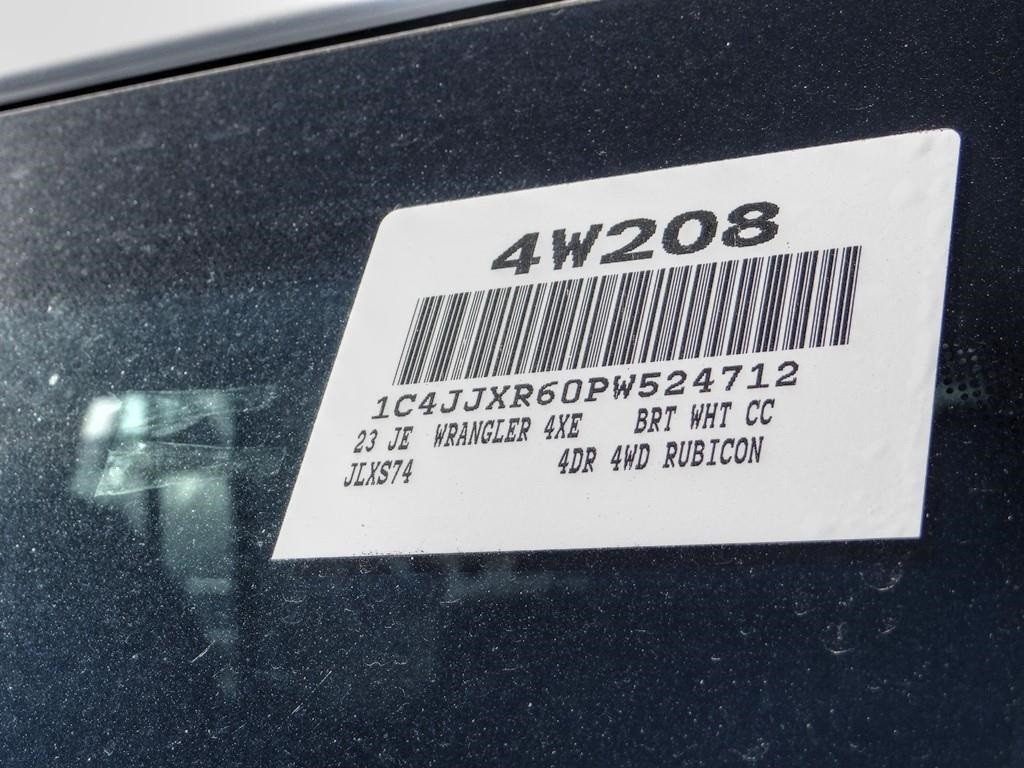 4W208
1C4JJXR60PW524712
23 JE WRANGLER 4XE BRT WHT CC
JLXS74 4DR 4WD RUBICON